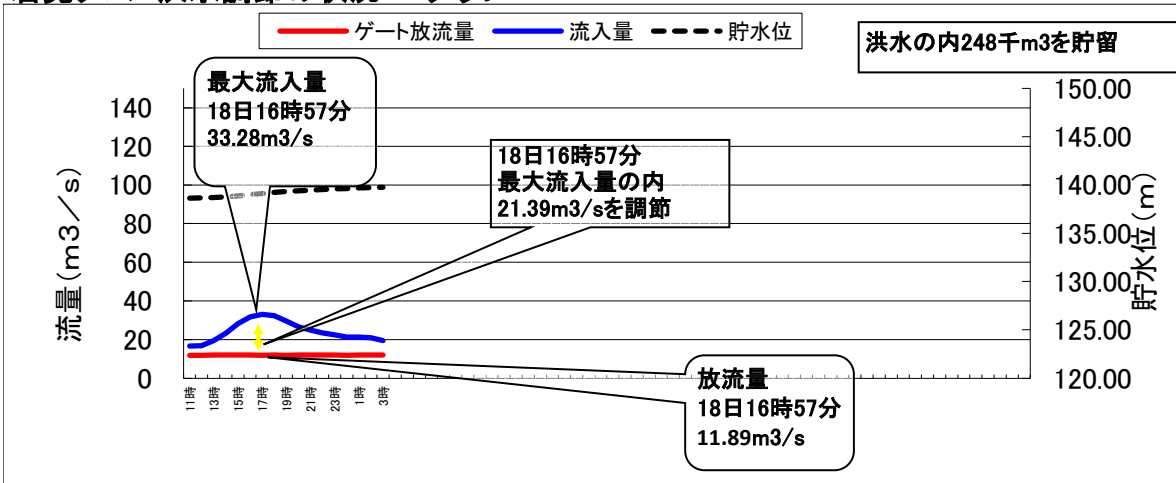 ゲート放流量 流入量 貯水位
洪水の内248千m3を貯留
最大流入量
18日16時57分
33.28m3/s
18日16時57分
最大流入量の内
21.39m3/sを調節
放流量
18日16時57分
11.89m3/s
流量(m3/s)
140
120
100
80
60
40
20
0
150.00
145.00
140.00
135.00
130.00
125.00
120.00
貯水位(m)
11時 13時 15時 17時 19時 21時 23時 1時 3時